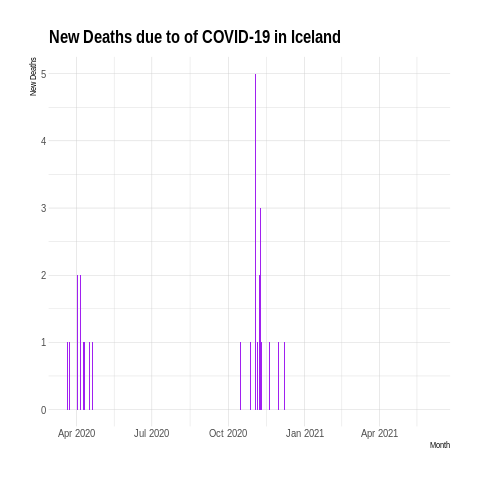 New Deaths due to of COVID-19 in Iceland
New Deaths
5
4
3
2
1
0
Apr 2020 Jul 2020 Oct 2020 Jan 2021 Apr 2021
Month